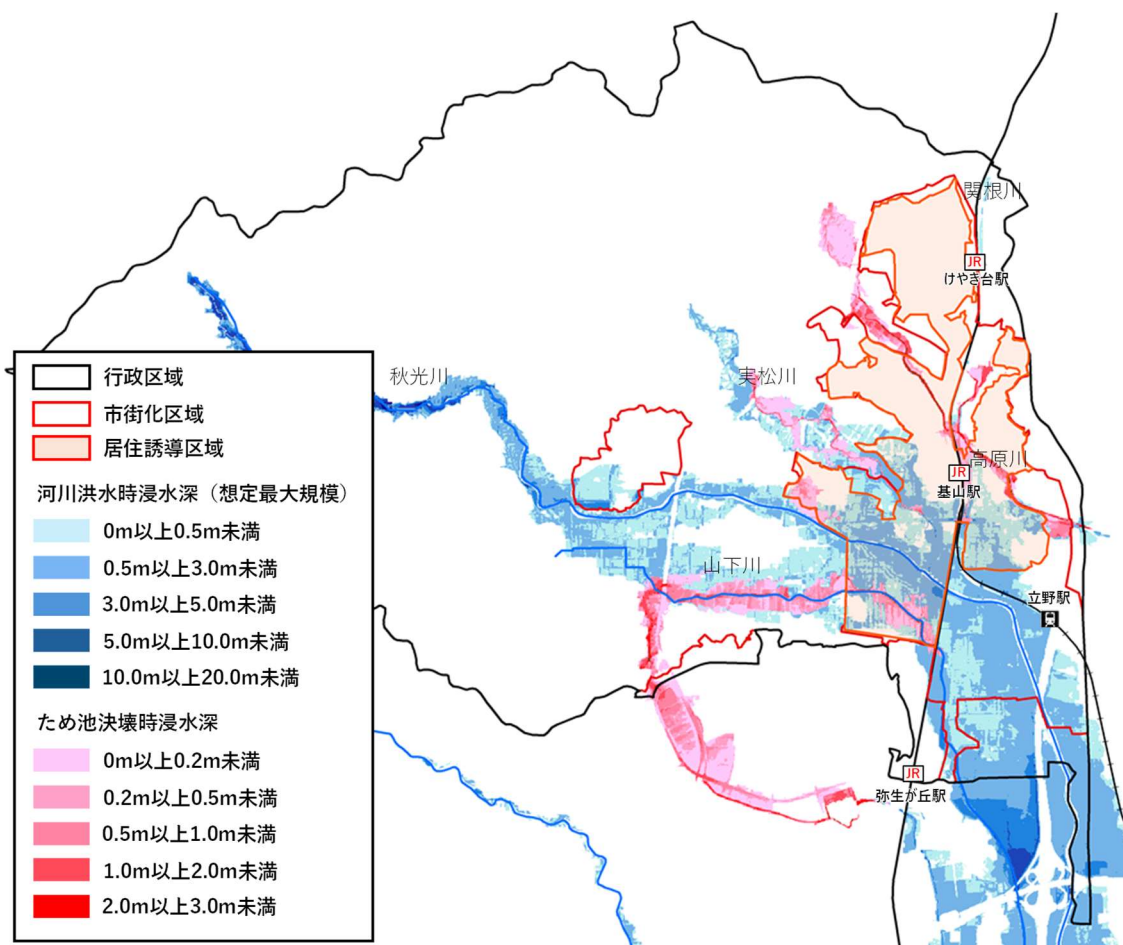 関根川
JR
けやき台駅
行政区域
秋光川
実松川
市街化区域
居住誘導区域
高原川
JR
基山駅
河川洪水時浸水深（想定最大規模）
0m以上0.5m未満
0.5m以上3.0m未満
山下川
3.0m以上5.0m未満
立野駅
5.0m以上10.0m未満
10.0m以上20.0m未満
ため池決壊時浸水深
0m以上0.2m未満
JR
弥生が丘駅
0.2m以上0.5m未満
0.5m以上1.0m未満
1.0m以上2.0m未満
2.0m以上3.0m未満